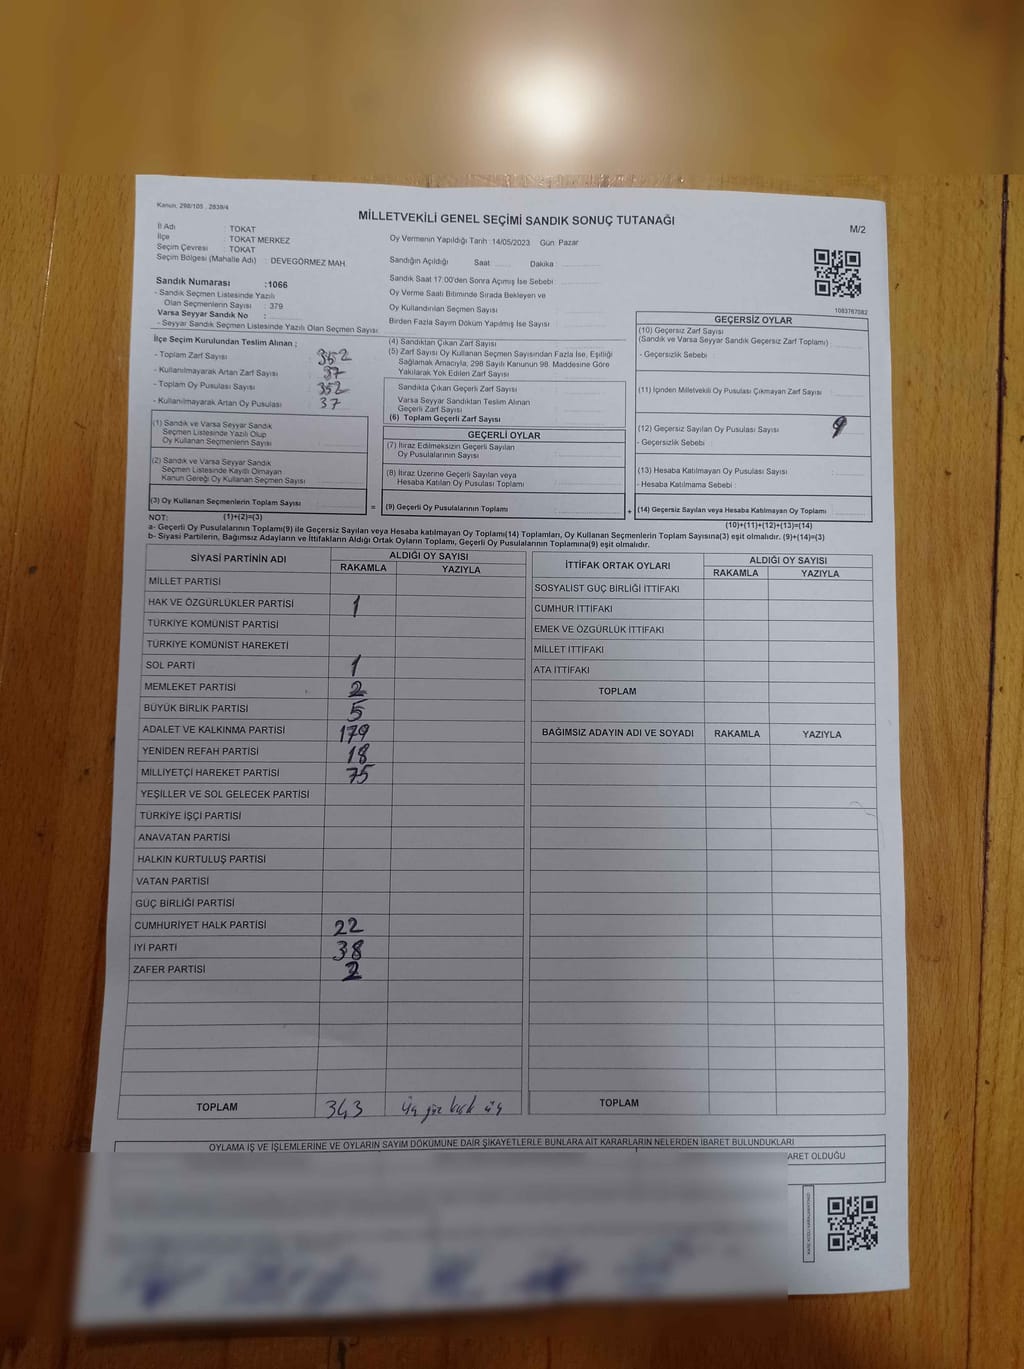 Kanun, 298/105 , 2839/4
MİLLETVEKİLİ GENEL SEÇİMİ SANDIK SONUÇ TUTANAĞI
M/2
İl Adı : TOKAT
İlçe : TOKAT MERKEZ
Seçim Çevresi : TOKAT
Seçim Bölgesi (Mahalle Adı) : DEVEGÖRMEZ MAH.
Oy Vermenin Yapıldığı Tarih :14/05/2023 Gün Pazar
Sandığın Açıldığı Saat ...... Dakika : ......
Sandık Saat 17:00'den Sonra Açımış İse Sebebi : ......
Oy Verme Saati Bitiminde Sırada Bekleyen ve
Oy Kullandırılan Seçmen Sayısı
Birden Fazla Sayım Döküm Yapılmış İse Sayısı
1083767082
Sandık Numarası :1066
- Sandık Seçmen Listesinde Yazılı
Olan Seçmenlerin Sayısı : 379
Varsa Seyyar Sandık No :
- Seyyar Sandık Seçmen Listesinde Yazılı Olan Seçmen Sayısı
İlçe Seçim Kurulundan Teslim Alınan ;
- Toplam Zarf Sayısı : 352
- Kullanılmayarak Artan Zarf Sayısı : 37
- Toplam Oy Pusulası Sayısı : 352
- Kullanılmayarak Artan Oy Pusulası : 37
(1) Sandık ve Varsa Seyyar Sandık
Seçmen Listesinde Yazılı Olup
Oy Kullanan Seçmenlerin Sayısı
(2) Sandık ve Varsa Seyyar Sandık
Seçmen Listesinde Kayıtlı Olmayan
Kanun Gereği Oy Kullanan Seçmen Sayısı
(3) Oy Kullanan Seçmenlerin Toplam Sayısı
(4) Sandıktan Çıkan Zarf Sayısı
(5) Zarf Sayısı Oy Kullanan Seçmen Sayısından Fazla İse, Eşitliği
Sağlamak Amacıyla, 298 Sayılı Kanunun 98. Maddesine Göre
Yakılarak Yok Edilen Zarf Sayısı
Sandıkta Çıkan Geçerli Zarf Sayısı
Varsa Seyyar Sandıktan Teslim Alınan
Geçerli Zarf Sayısı
(6) Toplam Geçerli Zarf Sayısı
GEÇERLİ OYLAR
(7) İtiraz Edilmeksizin Geçerli Sayılan
Oy Pusulalarının Sayısı
(8) İtiraz Üzerine Geçerli Sayılan veya
Hesaba Katılan Oy Pusulası Toplamı
= (9) Geçerli Oy Pusulalarının Toplamı
GEÇERSİZ OYLAR
(10) Geçersiz Zarf Sayısı
(Sandık ve Varsa Seyyar Sandık Geçersiz Zarf Toplamı)
- Geçersizlik Sebebi
(11) İçinden Milletvekili Oy Pusulası Çıkmayan Zarf Sayısı
(12) Geçersiz Sayılan Oy Pusulası Sayısı : 9
- Geçersizlik Sebebi :
(13) Hesaba Katılmayan Oy Pusulası Sayısı
- Hesaba Katılmama Sebebi :
+ (14) Geçersiz Sayılan veya Hesaba Katılmayan Oy Toplamı
NOT: (1)+(2)=(3)
(10)+(11)+(12)+(13)=(14)
a- Geçerli Oy Pusulalarının Toplamı(9) ile Geçersiz Sayılan veya Hesaba katılmayan Oy Toplamı(14) Toplamları, Oy Kullanan Seçmenlerin Toplam Sayısına(3) eşit olmalıdır. (9)+(14)=(3)
b- Siyasi Partilerin, Bağımsız Adayların ve İttifakların Aldığı Ortak Oyların Toplamı, Geçerli Oy Pusulalarının Toplamına(9) eşit olmalıdır.
SİYASİ PARTİNİN ADI
ALDIĞI OY SAYISI
RAKAMLA YAZIYLA
MİLLET PARTİSİ
HAK VE ÖZGÜRLÜKLER PARTİSİ 1
TÜRKİYE KOMÜNİST PARTİSİ
TÜRKİYE KOMÜNİST HAREKETİ
SOL PARTİ 1
MEMLEKET PARTİSİ 2
BÜYÜK BİRLİK PARTİSİ 5
ADALET VE KALKINMA PARTİSİ 179
YENİDEN REFAH PARTİSİ 18
MİLLİYETÇİ HAREKET PARTİSİ 75
YEŞİLLER VE SOL GELECEK PARTİSİ
TÜRKİYE İŞÇİ PARTİSİ
ANAVATAN PARTİSİ
HALKIN KURTULUŞ PARTİSİ
VATAN PARTİSİ
GÜÇ BİRLİĞİ PARTİSİ
CUMHURİYET HALK PARTİSİ 22
İYİ PARTİ 38
ZAFER PARTİSİ 2
TOPLAM 343
İTTİFAK ORTAK OYLARI
ALDIĞI OY SAYISI
RAKAMLA YAZIYLA
SOSYALİST GÜÇ BİRLİĞİ İTTİFAKI
CUMHUR İTTİFAKI
EMEK VE ÖZGÜRLÜK İTTİFAKI
MİLLET İTTİFAKI
ATA İTTİFAKI
TOPLAM
BAĞIMSIZ ADAYIN ADI VE SOYADI RAKAMLA YAZIYLA
TOPLAM
OYLAMA İŞ VE İŞLEMLERİNE VE OYLARIN SAYIM DÖKÜMÜNE DAİR ŞİKAYETLERLE BUNLARA AİT KARARLARIN NELERDEN İBARET BULUNDUKLARI
ARET OLDUĞU